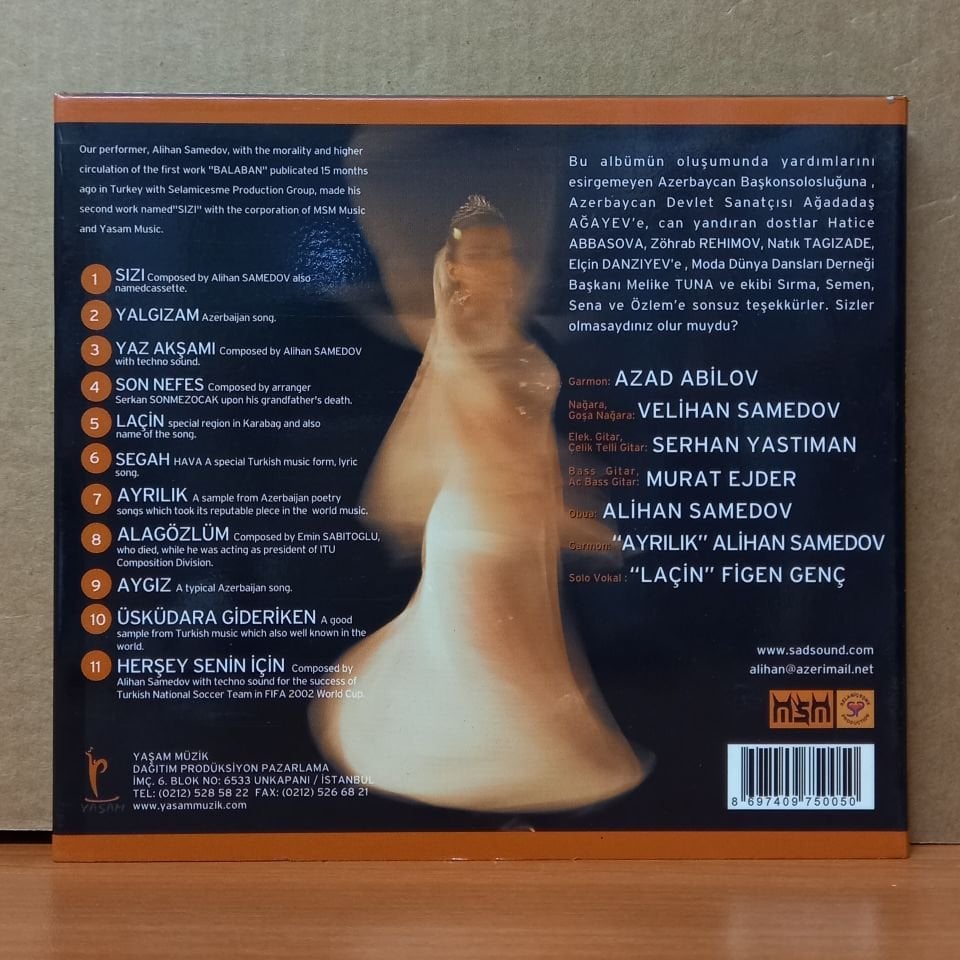 Our performer, Alihan Samedov, with the morality and higher
circulation of the first work "BALABAN" publicated 15 months
ago in Turkey with Selamicesme Production Group, made his
second work named"SIZI" with the corporation of MSM Music
and Yasam Music.
1 SIZI Composed by Alihan SAMEDOV also
namedcassette.
2 YALGIZAM Azerbaijan song.
3 YAZ AKŞAMI Composed by Alihan SAMEDOV
with techno sound.
4 SON NEFES Composed by arranger
Serkan SONMEZOCAK upon his grandfather's death.
5 LAÇİN special region in Karabag and also
name of the song.
6 SEGAH HAVA A special Turkish music form, lyric
song.
7 AYRILIK A sample from Azerbaijan poetry
songs which took its reputable piece in the world music.
8 ALAGÖZLÜM Composed by Emin SABITOGLU,
who died, while he was acting as president of ITU
Composition Division.
9 AYGIZ A typical Azerbaijan song.
10 ÜSKÜDARA GİDERİKEN A good
sample from Turkish music which also well known in the
world.
11 HERŞEY SENİN İÇİN Composed by
Alihan Samedov with techno sound for the success of
Turkish National Soccer Team in FIFA 2002 World Cup.
YAŞAM
YAŞAM MÜZİK
DAĞITIM PRODÜKSİYON PAZARLAMA
İMÇ. 6. BLOK NO: 6533 UNKAPANI / İSTANBUL
TEL: (0212) 528 58 22 FAX: (0212) 526 68 21
www.yasammuzik.com
Bu albümün oluşumunda yardımlarını
esirgemeyen Azerbaycan Başkonsolosluğuna ,
Azerbaycan Devlet Sanatçısı Ağadadaş
AĞAYEV'e, can yandıran dostlar Hatice
ABBASOVA, Zöhrab REHIMOV, Natık TAGIZADE,
Elçin DANZIYEV'e , Moda Dünya Dansları Derneği
Başkanı Melike TUNA ve ekibi Sırma, Semen,
Sena ve Özlem'e sonsuz teşekkürler. Sizler
olmasaydınız olur muydu?
Garmon: AZAD ABİLOV
Nağara,
Goşa Nağara: VELİHAN SAMEDOV
Elek. Gitar,
Çelik Telli Gitar: SERHAN YASTIMAN
Bass Gitar,
Ac Bass Gitar: MURAT EJDER
Obua: ALİHAN SAMEDOV
Garmon: "AYRILIK" ALİHAN SAMEDOV
Solo Vokal : "LAÇİN" FİGEN GENÇ
www.sadsound.com
alihan@azerimail.net
MSM
SELAMİÇEŞME PRODUCTION
SP
8 697409 750050